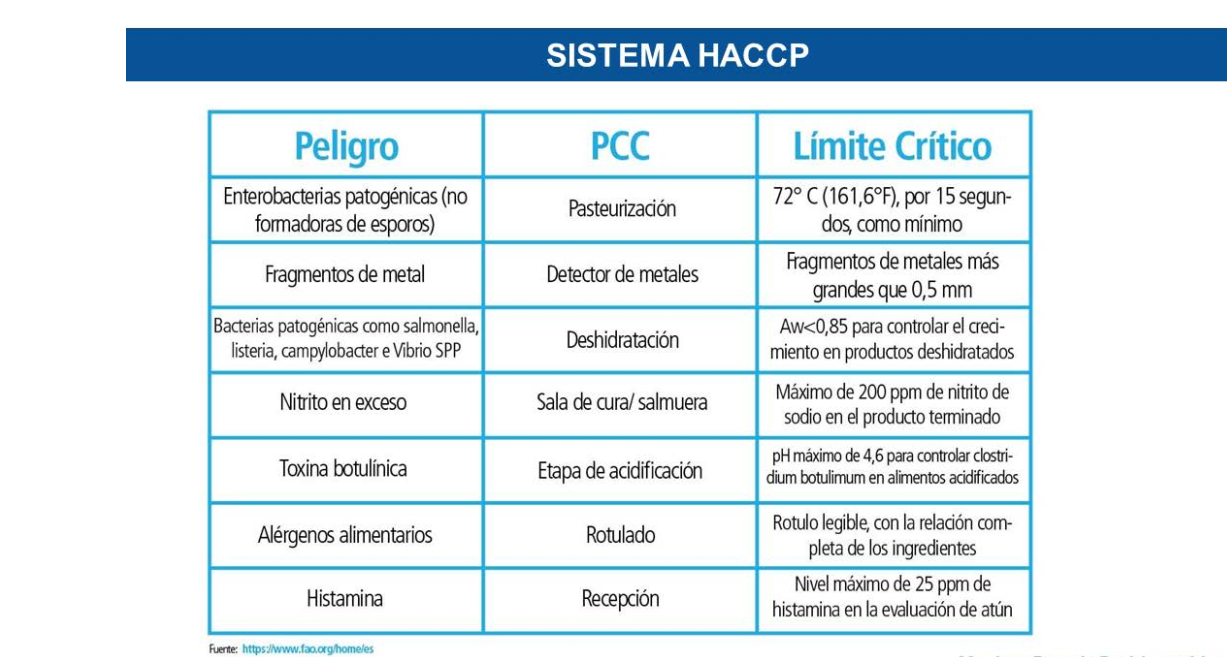 SISTEMA HACCP
Peligro
PCC
Límite Crítico
Enterobacterias patogénicas (no
formadoras de esporos)
Pasteurización
72° C (161,6°F), por 15 segun-
dos, como mínimo
Fragmentos de metal
Detector de metales
Fragmentos de metales más
grandes que 0,5 mm
Bacterias patogénicas como salmonella,
listeria, campylobacter e Vibrio SPP
Deshidratación
Aw<0,85 para controlar el creci-
miento en productos deshidratados
Nitrito en exceso
Sala de cura/ salmuera
Máximo de 200 ppm de nitrito de
sodio en el producto terminado
Toxina botulínica
Etapa de acidificación
pH máximo de 4,6 para controlar clostri-
dium botulimum en alimentos acidificados
Alérgenos alimentarios
Rotulado
Rotulo legible, con la relación com-
pleta de los ingredientes
Histamina
Recepción
Nivel máximo de 25 ppm de
histamina en la evaluación de atún
Fuente: https://www.fao.org/home/es